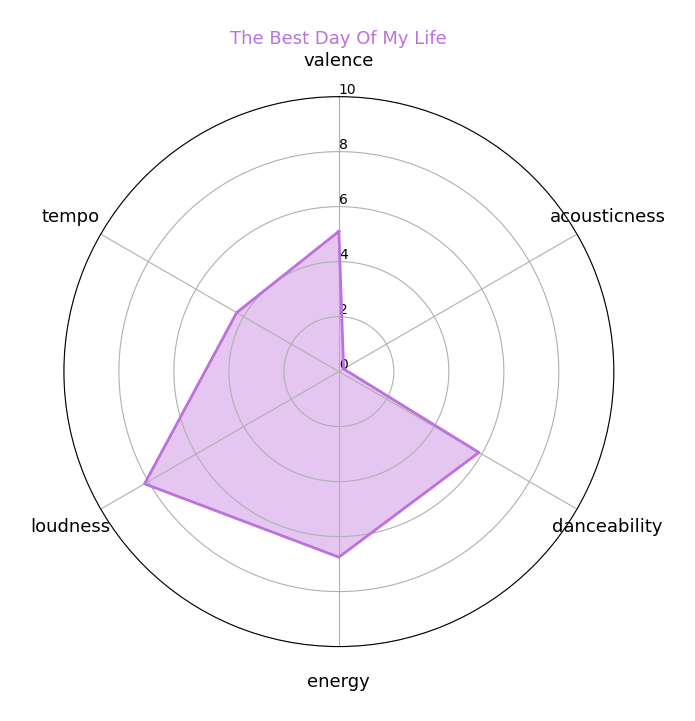 The Best Day Of My Life
valence
10
8
tempo
acousticness
6
4
2
0
loudness
danceability
energy